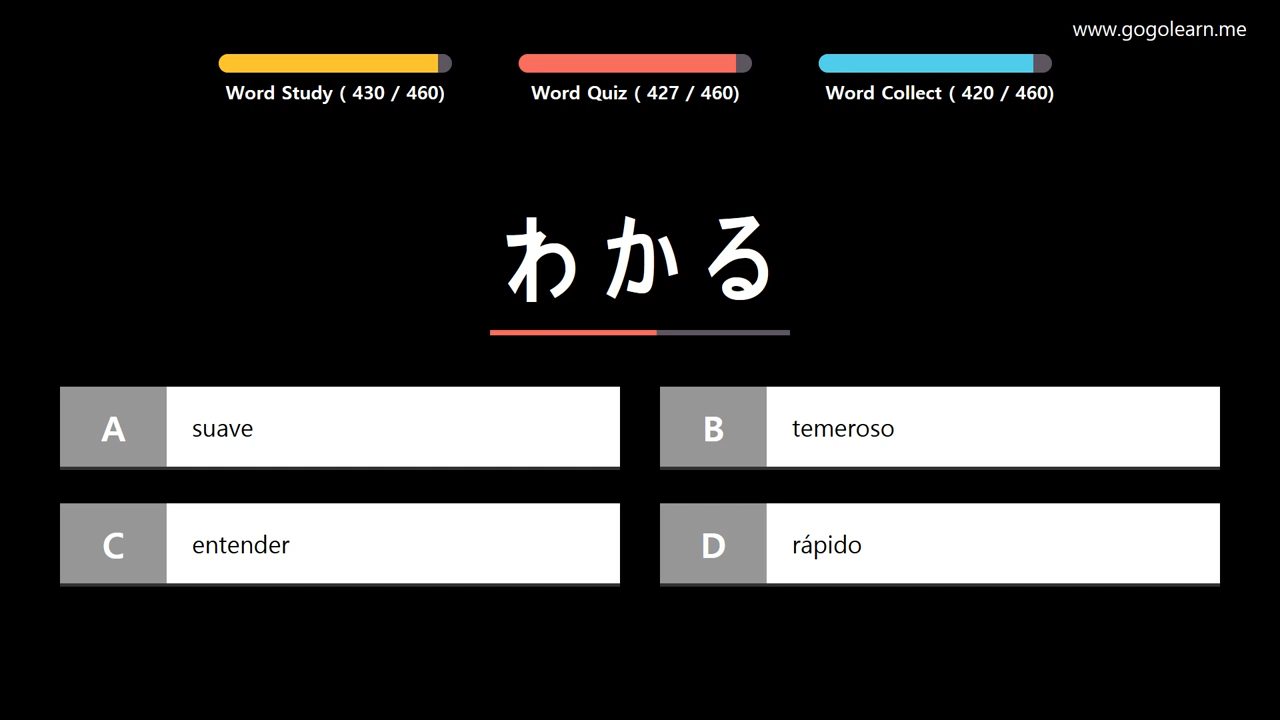 www.gogolearn.me
Word Study ( 430 / 460)
Word Quiz ( 427 / 460)
Word Collect ( 420 / 460)
わかる
A suave
B temeroso
C entender
D rápido